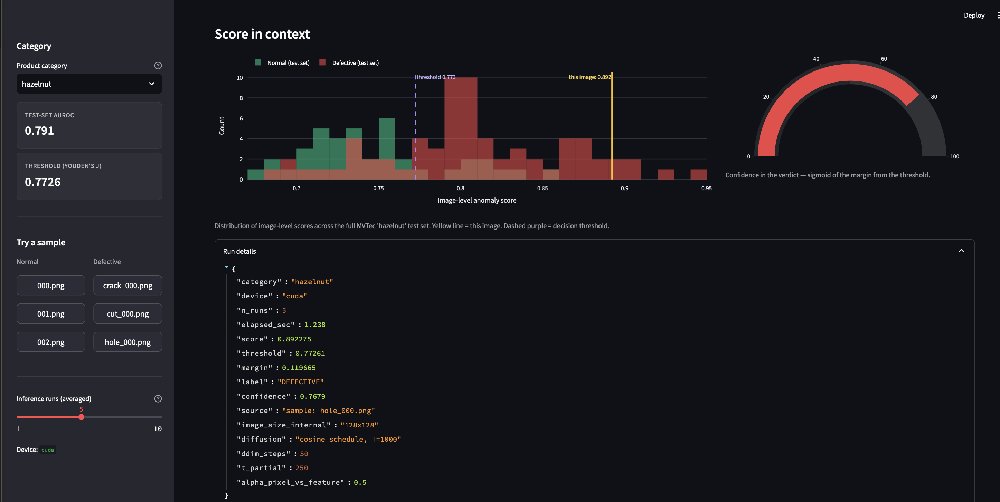 Deploy
Category
Product category
hazelnut
TEST-SET AUROC
0.791
THRESHOLD (YOUDEN'S J)
0.7726
Try a sample
Normal Defective
000.png crack_000.png
001.png cut_000.png
002.png hole_000.png
Inference runs (averaged)
5
1 10
Device: cuda
Score in context
Normal (test set) Defective (test set)
threshold 0.773 this image: 0.892
10
8
6
4
2
0
Count
0.7 0.75 0.8 0.85 0.9 0.95
Image-level anomaly score
0 20 40 60 80 100
Confidence in the verdict — sigmoid of the margin from the threshold.
Distribution of image-level scores across the full MVTec 'hazelnut' test set. Yellow line = this image. Dashed purple = decision threshold.
Run details
{
"category" : "hazelnut"
"device" : "cuda"
"n_runs" : 5
"elapsed_sec" : 1.238
"score" : 0.892275
"threshold" : 0.77261
"margin" : 0.119665
"label" : "DEFECTIVE"
"confidence" : 0.7679
"source" : "sample: hole_000.png"
"image_size_internal" : "128x128"
"diffusion" : "cosine schedule, T=1000"
"ddim_steps" : 50
"t_partial" : 250
"alpha_pixel_vs_feature" : 0.5
}